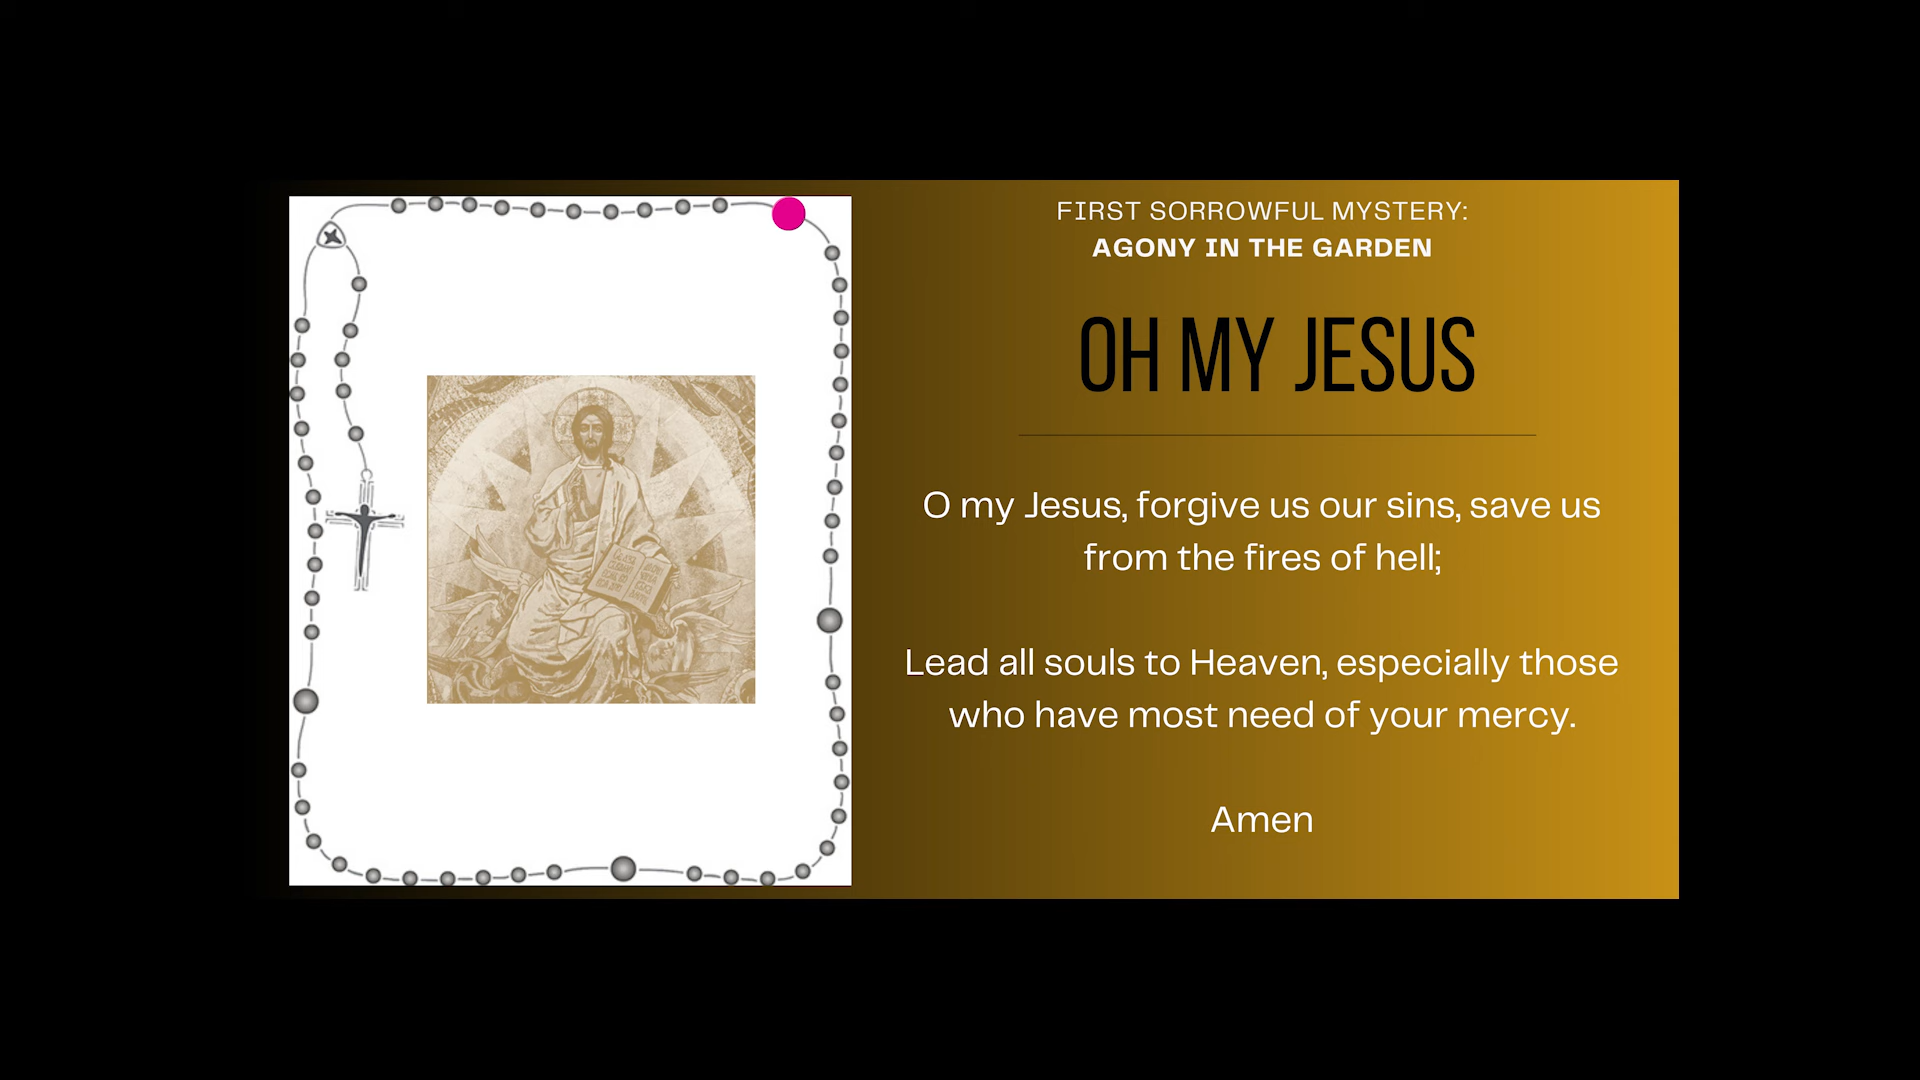 FIRST SORROWFUL MYSTERY:
AGONY IN THE GARDEN
OH MY JESUS
O my Jesus, forgive us our sins, save us
from the fires of hell;
Lead all souls to Heaven, especially those
who have most need of your mercy.
Amen